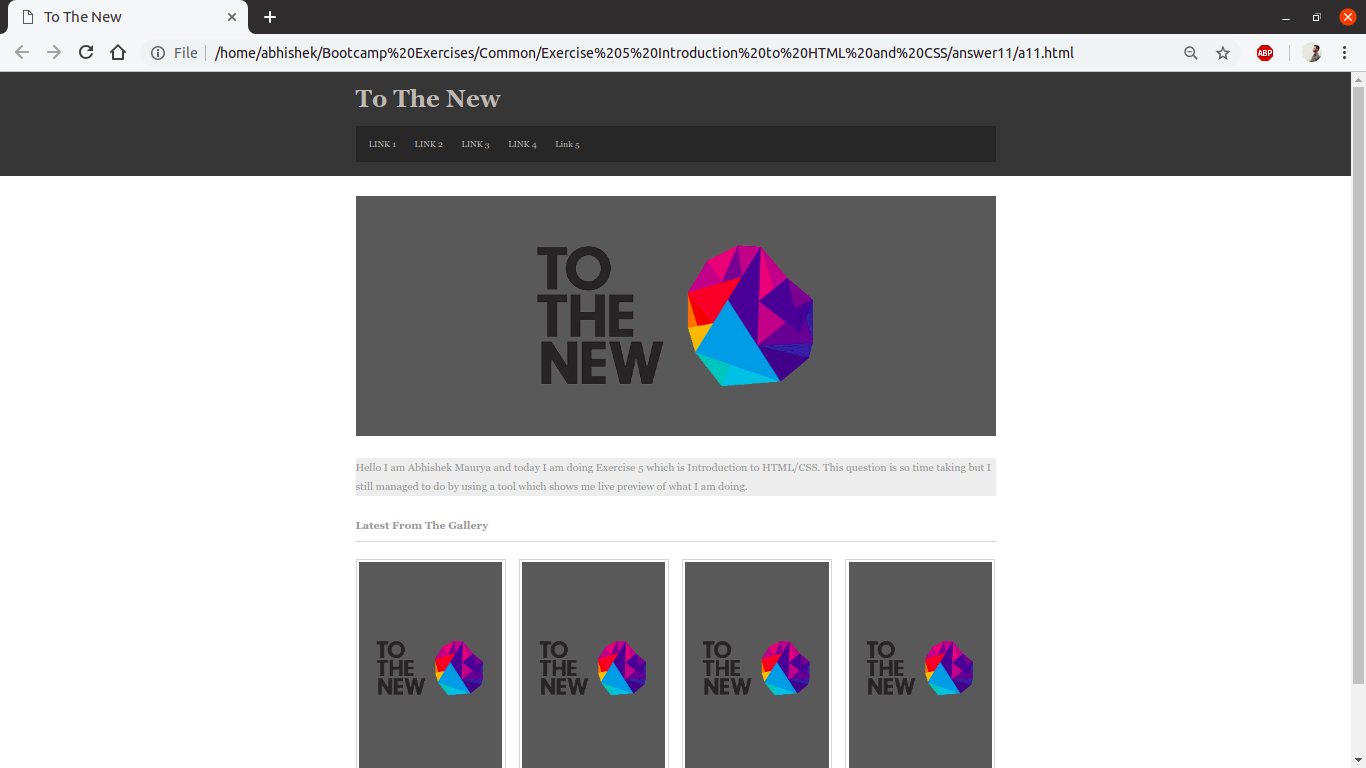 To The New
File
/home/abhishek/Bootcamp%20Exercises/Common/Exercise%205%20Introduction%20to%20HTML%20and%20CSS/answer11/a11.html
ABP
To The New
LINK 1 LINK 2 LINK 3 LINK 4 Link 5
TO
THE
NEW
Hello I am Abhishek Maurya and today I am doing Exercise 5 which is Introduction to HTML/CSS. This question is so time taking but I
still managed to do by using a tool which shows me live preview of what I am doing.
Latest From The Gallery
TO
THE
NEW
TO
THE
NEW
TO
THE
NEW
TO
THE
NEW